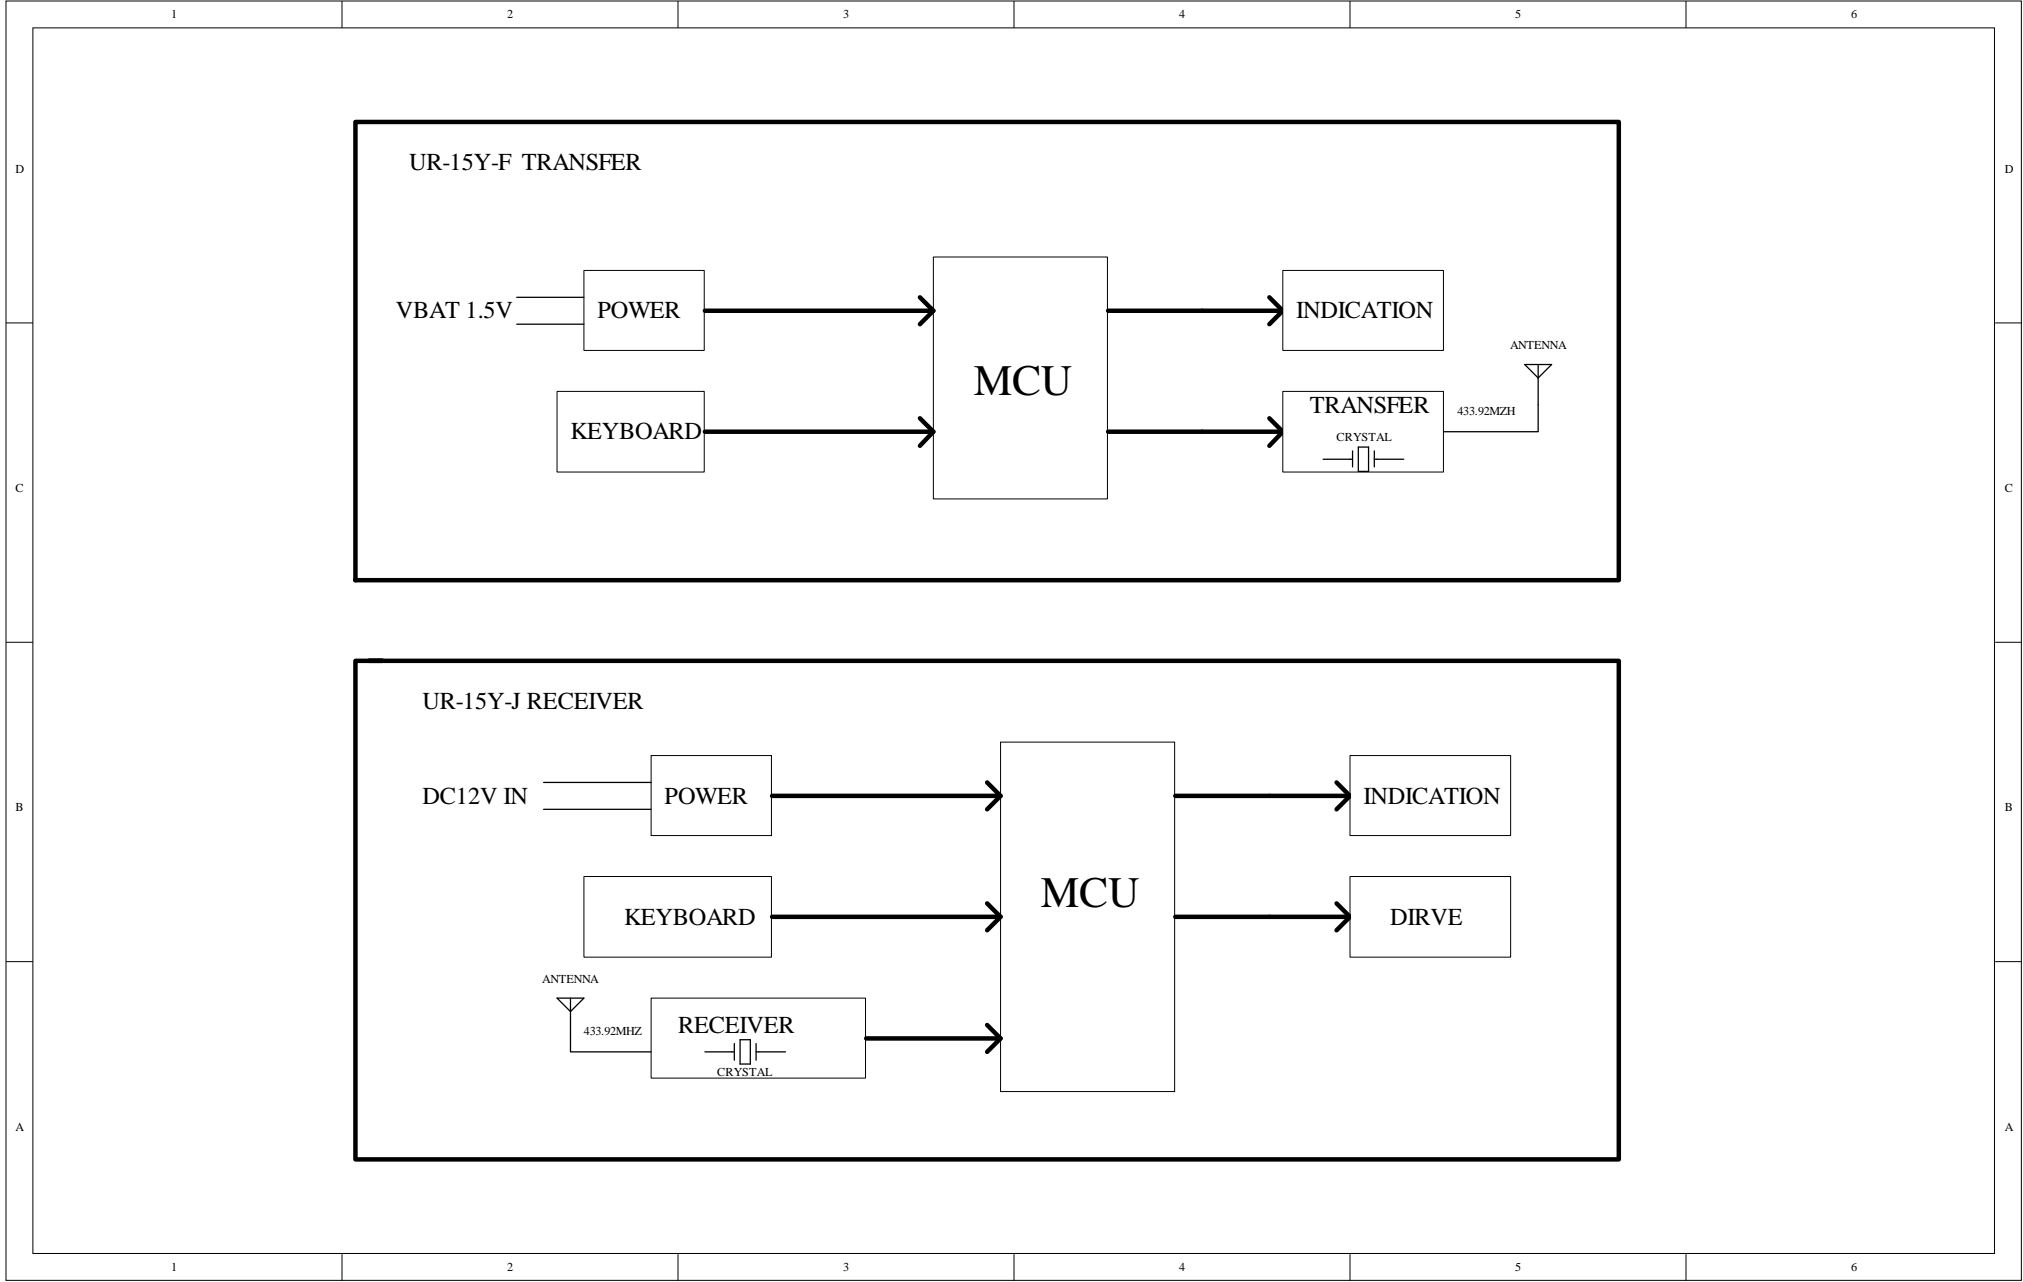 1 2 3 4 5 6
D D
UR-15Y-F TRANSFER
VBAT 1.5V POWER INDICATION
ANTENNA
MCU
TRANSFER 433.92MZH
KEYBOARD
CRYSTAL
C C
UR-15Y-J RECEIVER
DC12V IN POWER INDICATION
B B
MCU
KEYBOARD DIRVE
ANTENNA
433.92MHZ RECEIVER
CRYSTAL
A A
1 2 3 4 5 6